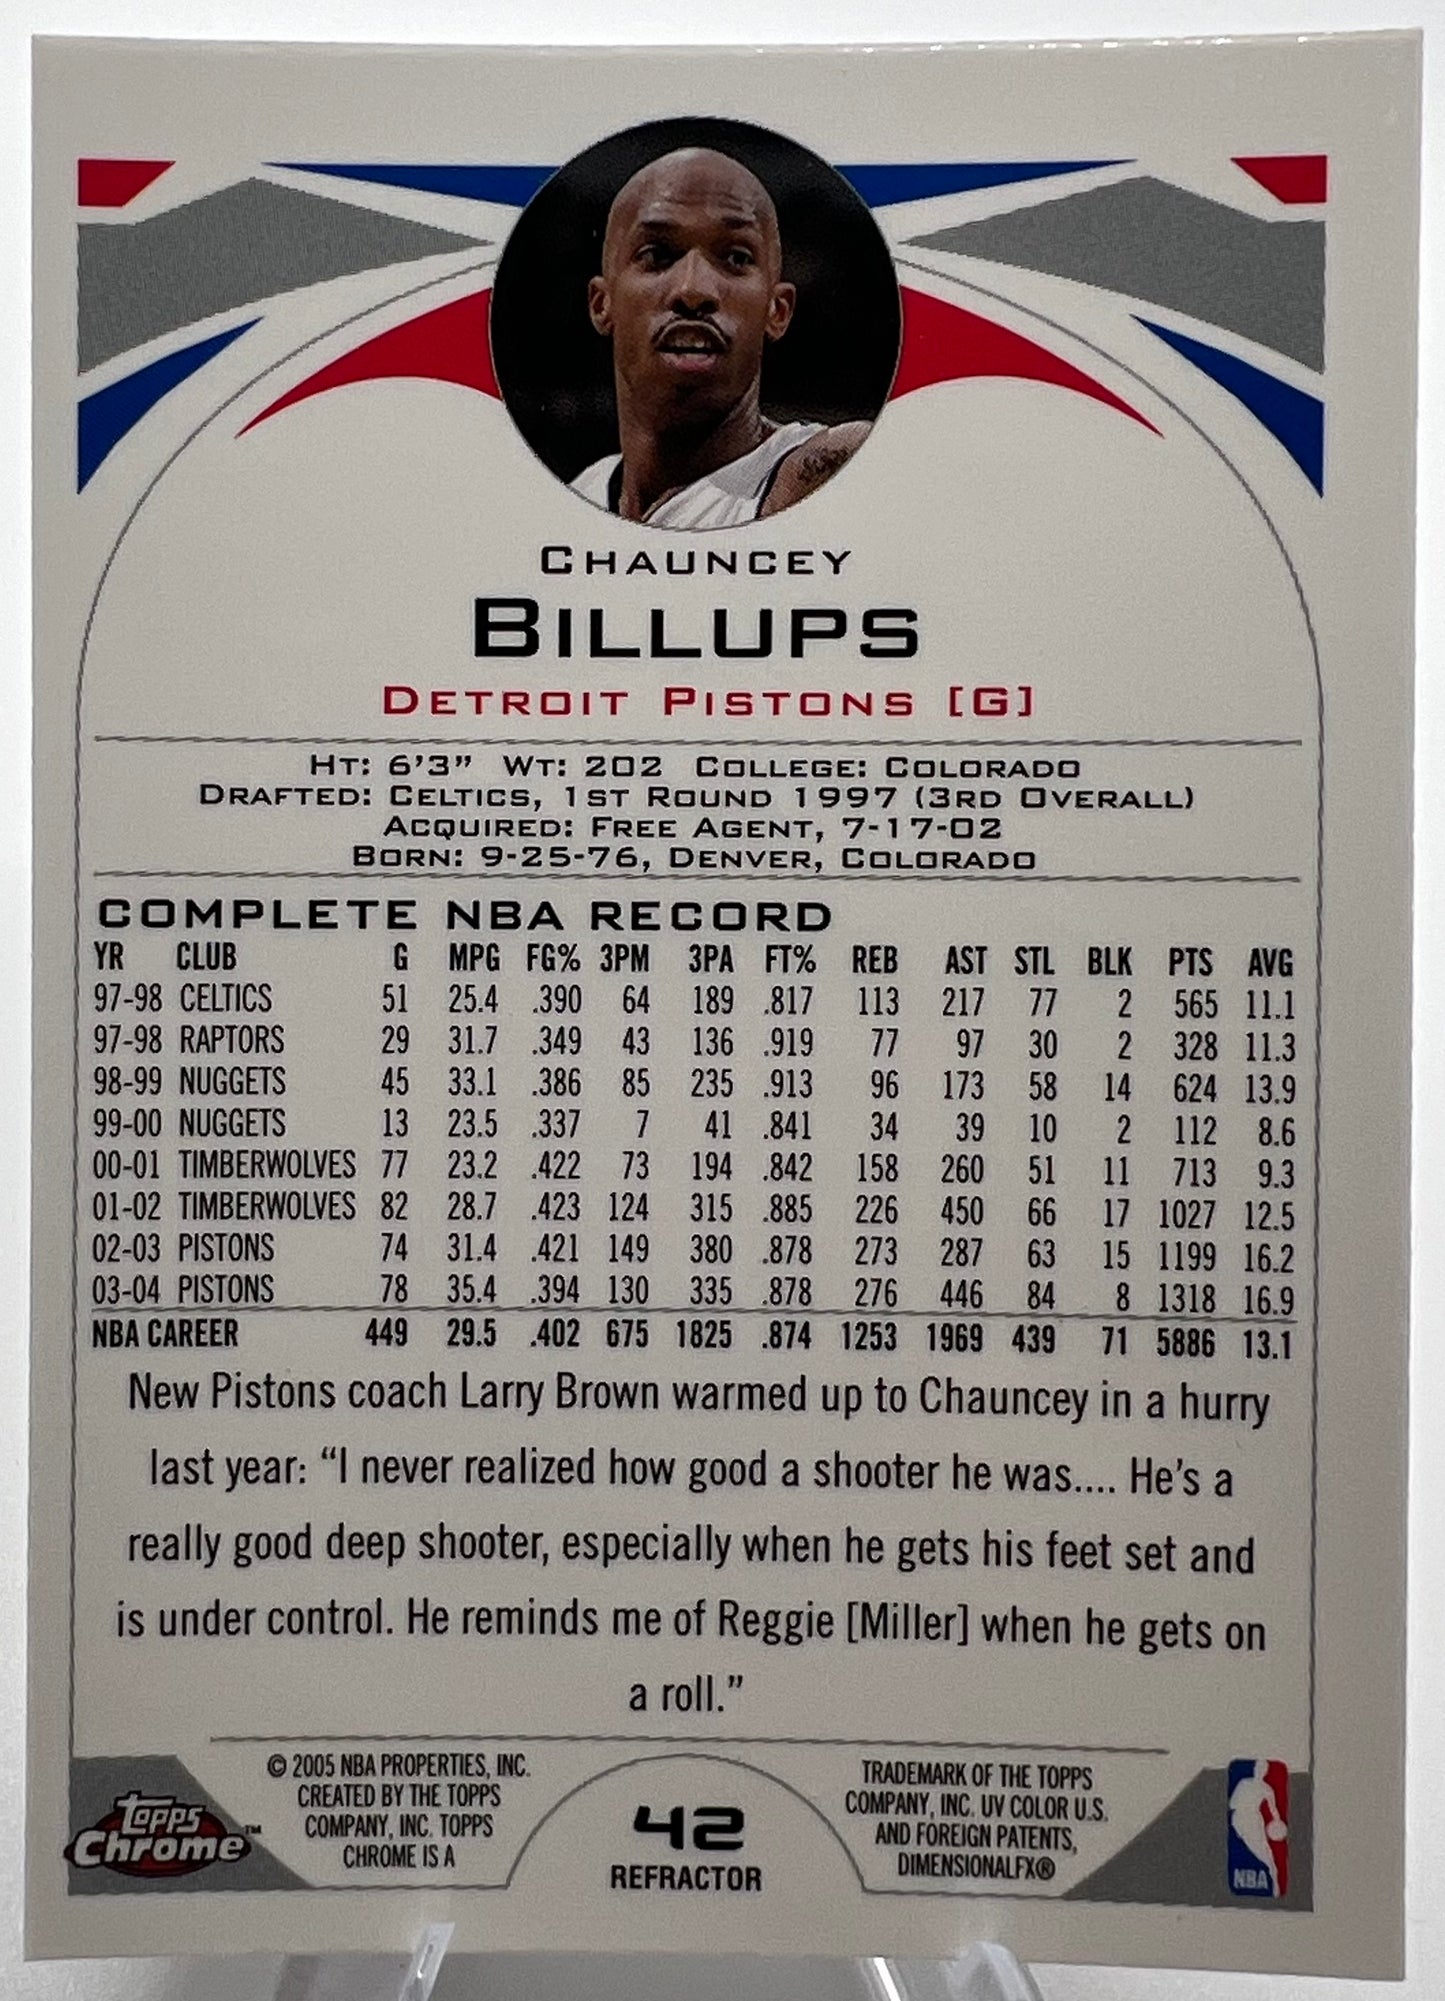 CHAUNCEY
BILLUPS
DETROIT PISTONS [G]
HT: 6'3" WT: 202 COLLEGE: COLORADO
DRAFTED: CELTICS, 1ST ROUND 1997 (3RD OVERALL)
ACQUIRED: FREE AGENT, 7-17-02
BORN: 9-25-76, DENVER, COLORADO
COMPLETE NBA RECORD
YR CLUB G MPG FG% 3PM 3PA FT% REB AST STL BLK PTS AVG
97-98 CELTICS 51 25.4 .390 64 189 .817 113 217 77 2 565 11.1
97-98 RAPTORS 29 31.7 .349 43 136 .919 77 97 30 2 328 11.3
98-99 NUGGETS 45 33.1 .386 85 235 .913 96 173 58 14 624 13.9
99-00 NUGGETS 13 23.5 .337 7 41 .841 34 39 10 2 112 8.6
00-01 TIMBERWOLVES 77 23.2 .422 73 194 .842 158 260 51 11 713 9.3
01-02 TIMBERWOLVES 82 28.7 .423 124 315 .885 226 450 66 17 1027 12.5
02-03 PISTONS 74 31.4 .421 149 380 .878 273 287 63 15 1199 16.2
03-04 PISTONS 78 35.4 .394 130 335 .878 276 446 84 8 1318 16.9
NBA CAREER 449 29.5 .402 675 1825 .874 1253 1969 439 71 5886 13.1
New Pistons coach Larry Brown warmed up to Chauncey in a hurry
last year: “I never realized how good a shooter he was.... He’s a
really good deep shooter, especially when he gets his feet set and
is under control. He reminds me of Reggie [Miller] when he gets on
a roll.”
Topps
Chrome™
© 2005 NBA PROPERTIES, INC.
CREATED BY THE TOPPS
COMPANY, INC. TOPPS
CHROME IS A
42
REFRACTOR
TRADEMARK OF THE TOPPS
COMPANY, INC. UV COLOR U.S.
AND FOREIGN PATENTS,
DIMENSIONALFX®
NBA